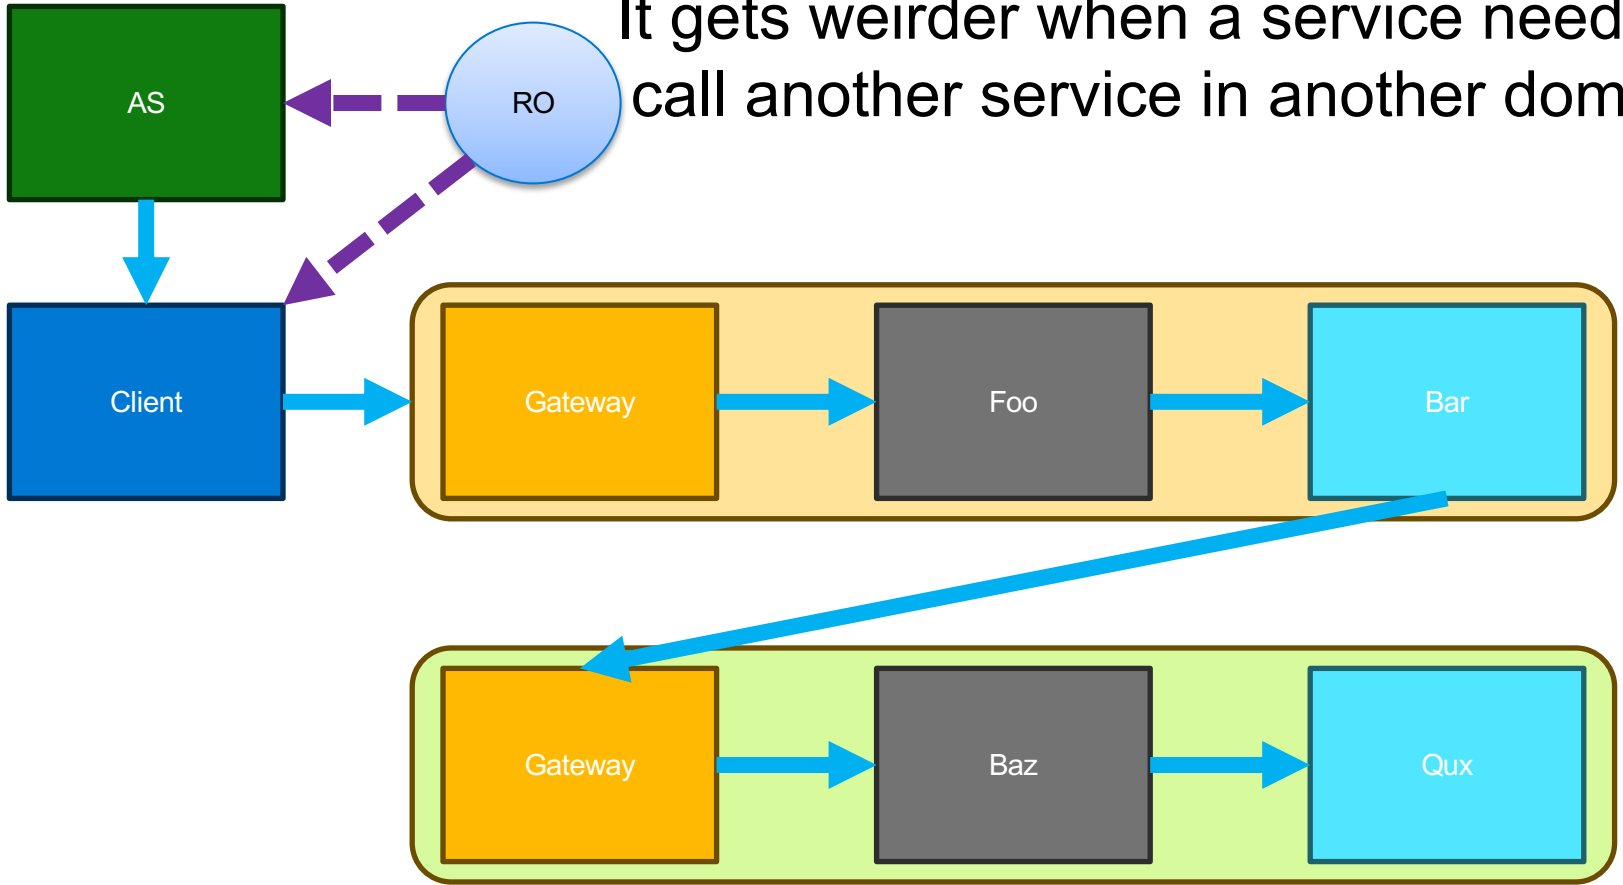 It gets weirder when a service need
call another service in another dom
AS
RO
Client
Gateway
Foo
Bar
Gateway
Baz
Qux